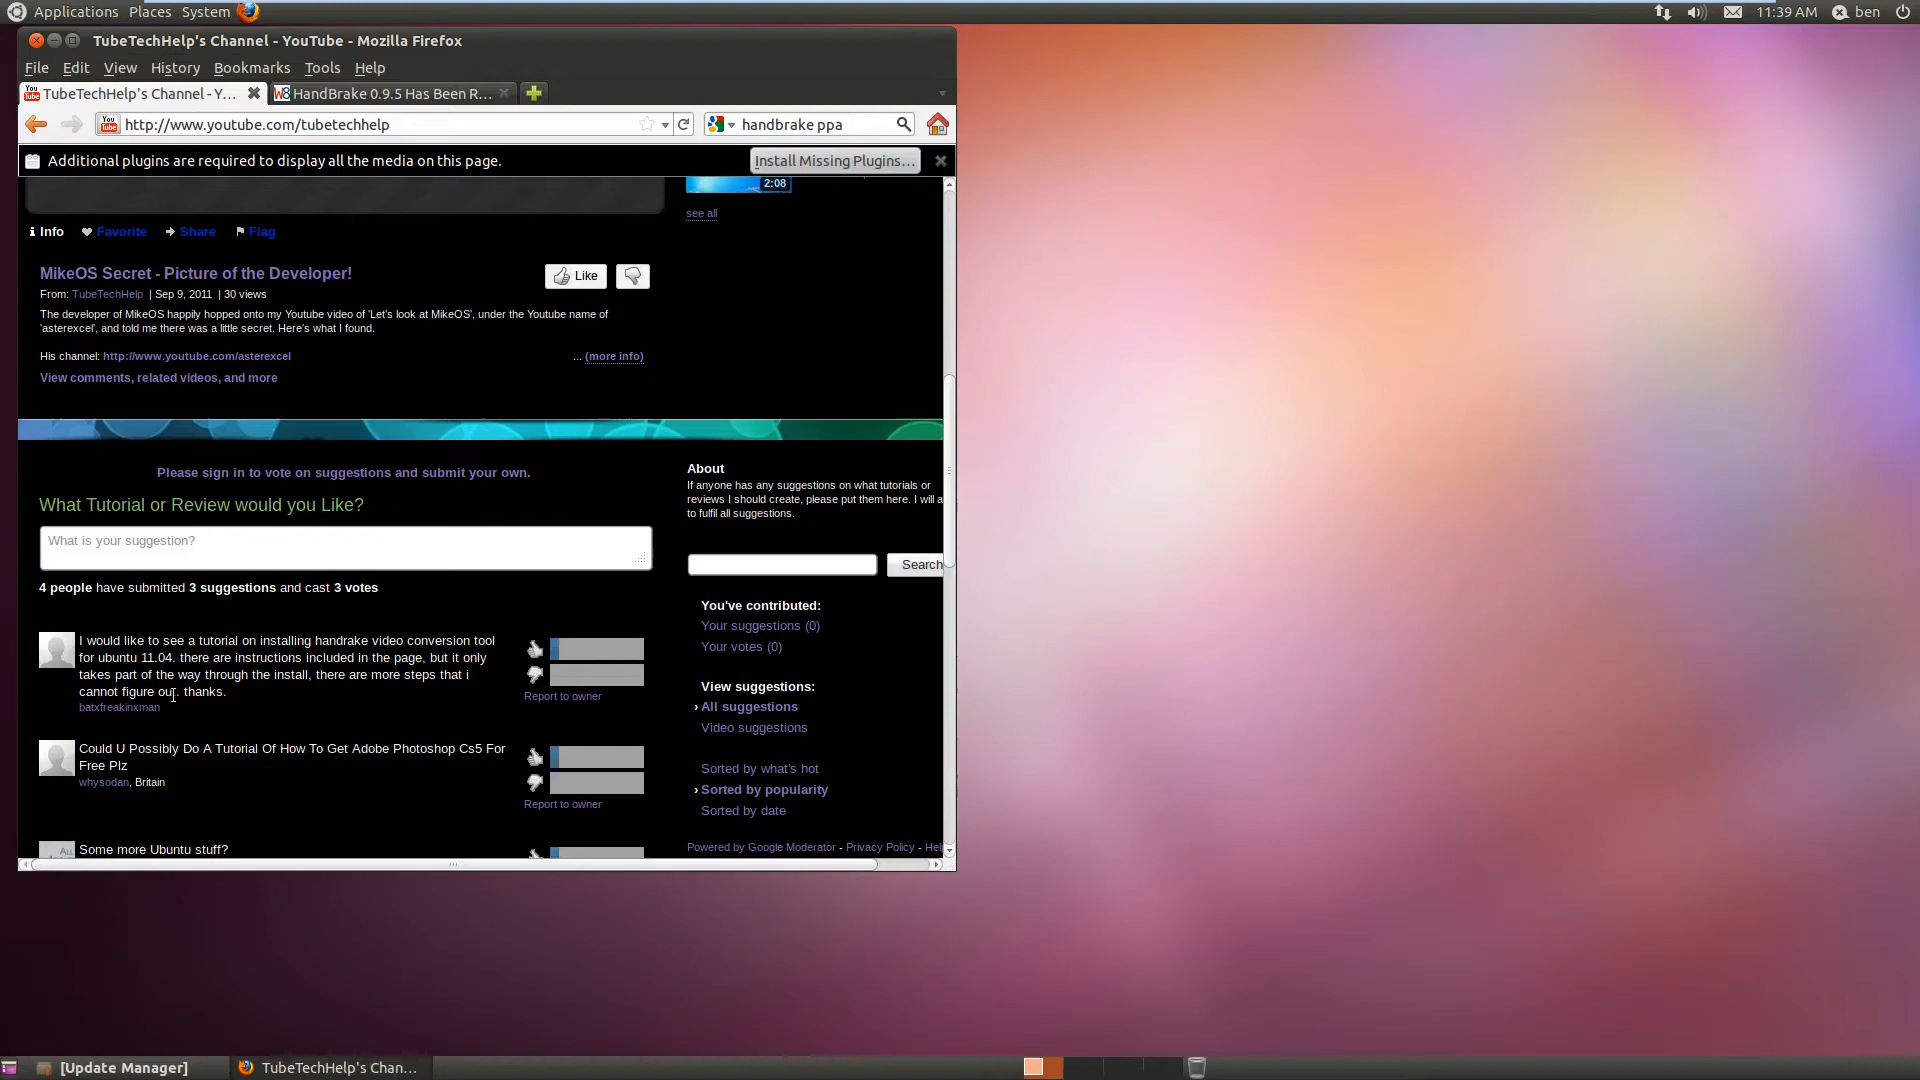 Applications Places System 11:39 AM ben
TubeTechHelp's Channel - YouTube - Mozilla Firefox
File Edit View History Bookmarks Tools Help
TubeTechHelp's Channel - Y... HandBrake 0.9.5 Has Been R...
http://www.youtube.com/tubetechhelp handbrake ppa
Additional plugins are required to display all the media on this page. Install Missing Plugins...
2:08
see all
Info Favorite Share Flag
MikeOS Secret - Picture of the Developer! Like
From: TubeTechHelp | Sep 9, 2011 | 30 views
The developer of MikeOS happily hopped onto my Youtube video of 'Let's look at MikeOS', under the Youtube name of
'asterexcel', and told me there was a little secret. Here's what I found.
His channel: http://www.youtube.com/asterexcel ... (more info)
View comments, related videos, and more
Please sign in to vote on suggestions and submit your own.
What Tutorial or Review would you Like?
What is your suggestion?
4 people have submitted 3 suggestions and cast 3 votes
I would like to see a tutorial on installing handrake video conversion tool
for ubuntu 11.04. there are instructions included in the page, but it only
takes part of the way through the install, there are more steps that i
cannot figure out. thanks.
batxfreakinxman
Report to owner
Could U Possibly Do A Tutorial Of How To Get Adobe Photoshop Cs5 For
Free Plz
whysodan, Britain
Report to owner
Some more Ubuntu stuff?
About
If anyone has any suggestions on what tutorials or
reviews I should create, please put them here. I will a
to fulfil all suggestions.
Search
You've contributed:
Your suggestions (0)
Your votes (0)
View suggestions:
› All suggestions
Video suggestions
Sorted by what's hot
› Sorted by popularity
Sorted by date
Powered by Google Moderator - Privacy Policy - Hel
[Update Manager] TubeTechHelp's Chan...